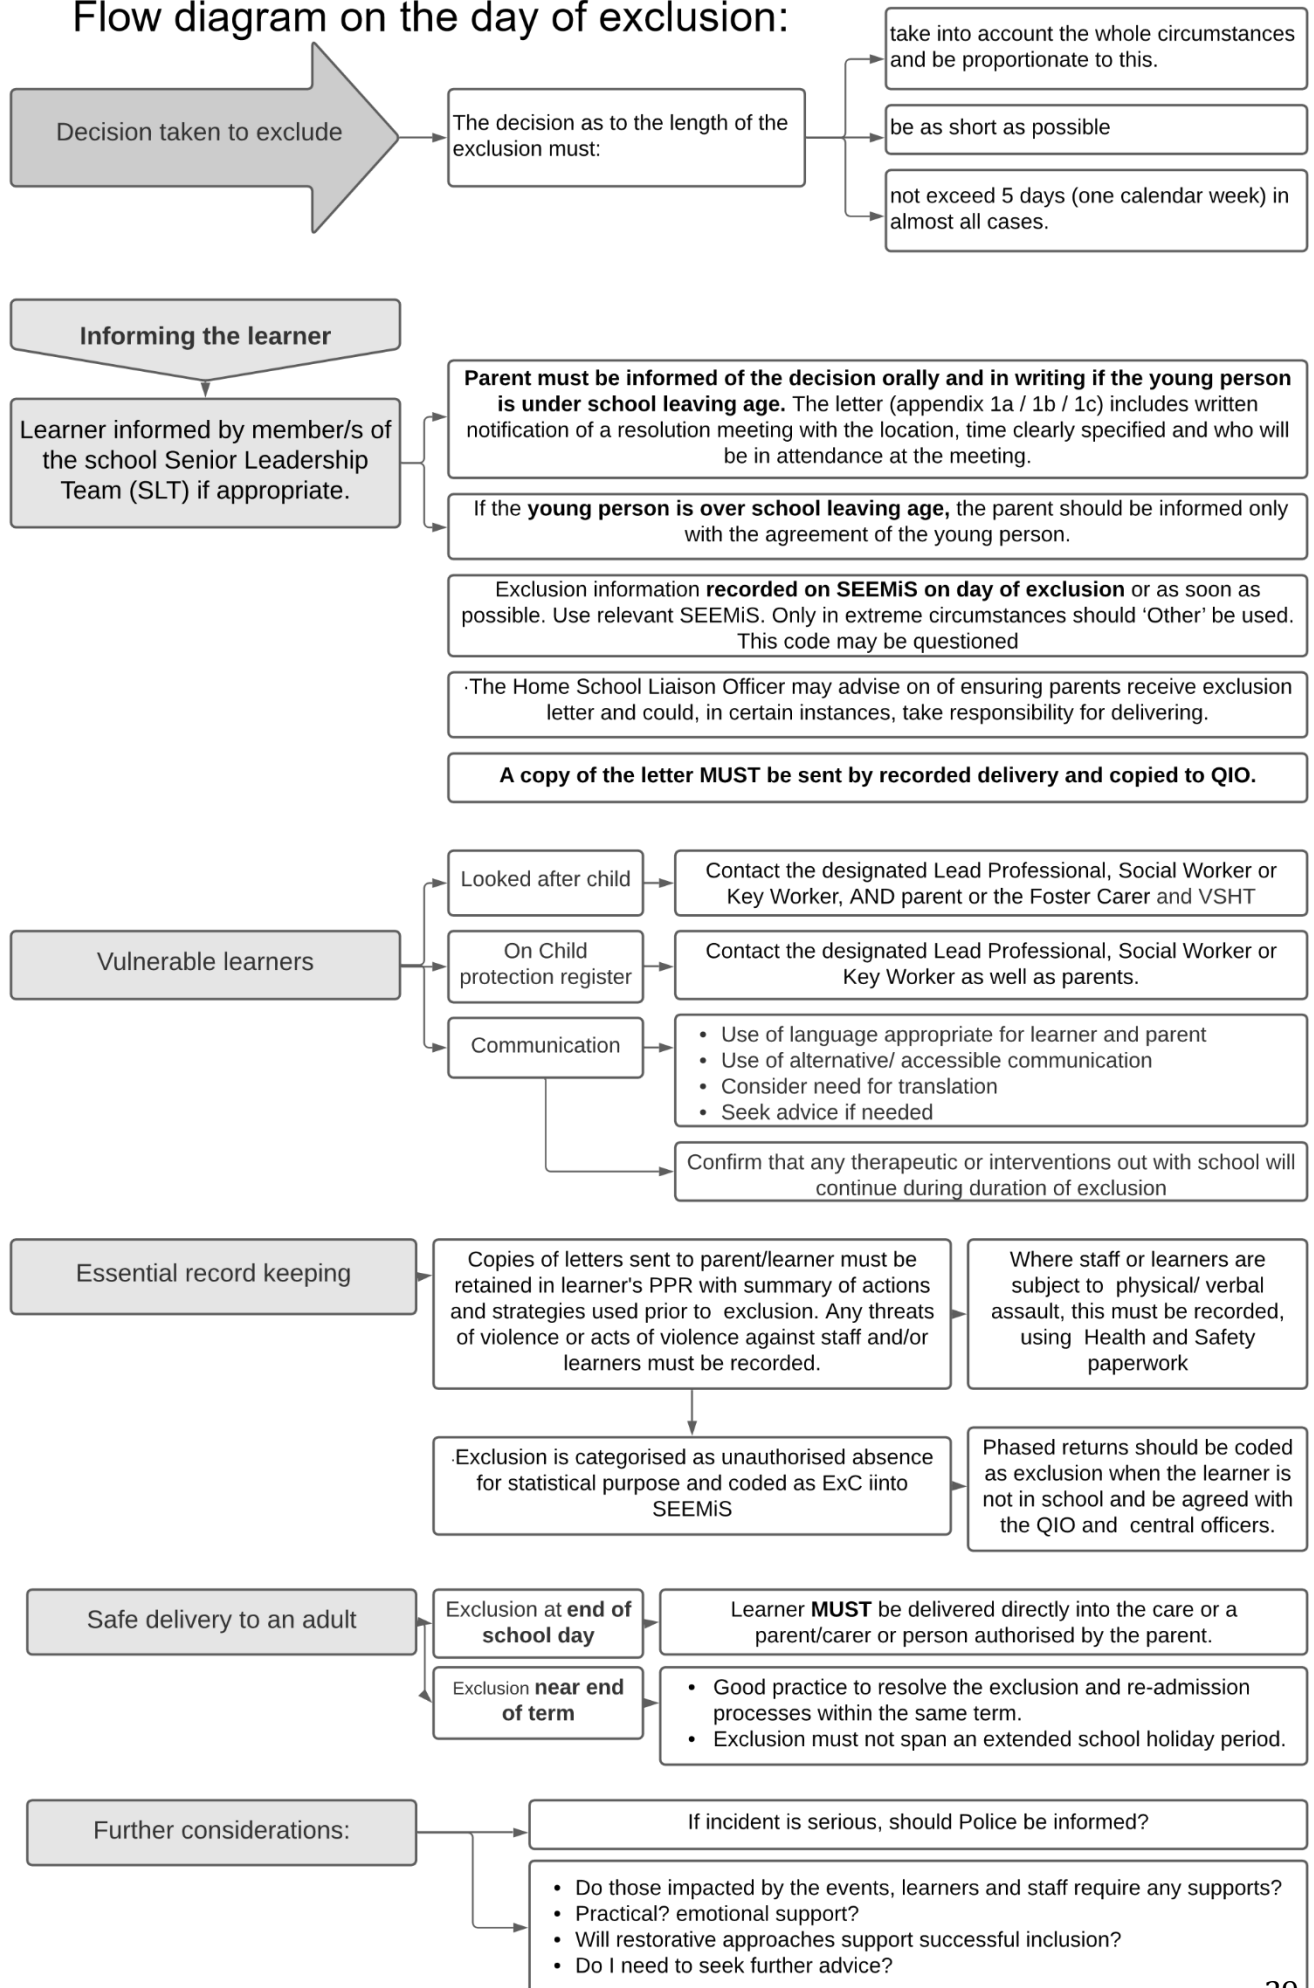 Flow diagram on the day of exclusion:
Decision taken to exclude
The decision as to the length of the
exclusion must:
take into account the whole circumstances
and be proportionate to this.
be as short as possible
not exceed 5 days (one calendar week) in
almost all cases.
Informing the learner
Learner informed by member/s of
the school Senior Leadership
Team (SLT) if appropriate.
Parent must be informed of the decision orally and in writing if the young person
is under school leaving age. The letter (appendix 1a / 1b / 1c) includes written
notification of a resolution meeting with the location, time clearly specified and who will
be in attendance at the meeting.
If the young person is over school leaving age, the parent should be informed only
with the agreement of the young person.
Exclusion information recorded on SEEMiS on day of exclusion or as soon as
possible. Use relevant SEEMiS. Only in extreme circumstances should ‘Other’ be used.
This code may be questioned
·The Home School Liaison Officer may advise on of ensuring parents receive exclusion
letter and could, in certain instances, take responsibility for delivering.
A copy of the letter MUST be sent by recorded delivery and copied to QIO.
Vulnerable learners
Looked after child
Contact the designated Lead Professional, Social Worker or
Key Worker, AND parent or the Foster Carer and VSHT
On Child
protection register
Contact the designated Lead Professional, Social Worker or
Key Worker as well as parents.
Communication
• Use of language appropriate for learner and parent
• Use of alternative/ accessible communication
• Consider need for translation
• Seek advice if needed
Confirm that any therapeutic or interventions out with school will
continue during duration of exclusion
Essential record keeping
Copies of letters sent to parent/learner must be
retained in learner's PPR with summary of actions
and strategies used prior to  exclusion. Any threats
of violence or acts of violence against staff and/or
learners must be recorded.
Where staff or learners are
subject to  physical/ verbal
assault, this must be recorded,
using  Health and Safety
paperwork
·Exclusion is categorised as unauthorised absence
for statistical purpose and coded as ExC iinto
SEEMiS
Phased returns should be coded
as exclusion when the learner is
not in school and be agreed with
the QIO and  central officers.
Safe delivery to an adult
Exclusion at end of
school day
Learner MUST be delivered directly into the care or a
parent/carer or person authorised by the parent.
Exclusion near end
of term
• Good practice to resolve the exclusion and re-admission
processes within the same term.
• Exclusion must not span an extended school holiday period.
Further considerations:
If incident is serious, should Police be informed?
• Do those impacted by the events, learners and staff require any supports?
• Practical? emotional support?
• Will restorative approaches support successful inclusion?
• Do I need to seek further advice?